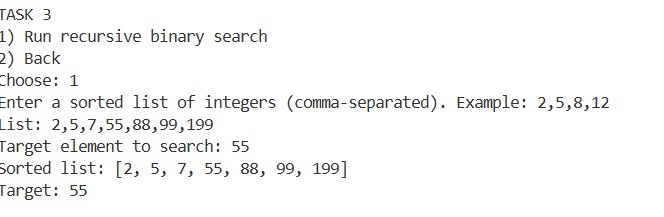 TASK 3
1) Run recursive binary search
2) Back
Choose: 1
Enter a sorted list of integers (comma-separated). Example: 2,5,8,12
List: 2,5,7,55,88,99,199
Target element to search: 55
Sorted list: [2, 5, 7, 55, 88, 99, 199]
Target: 55